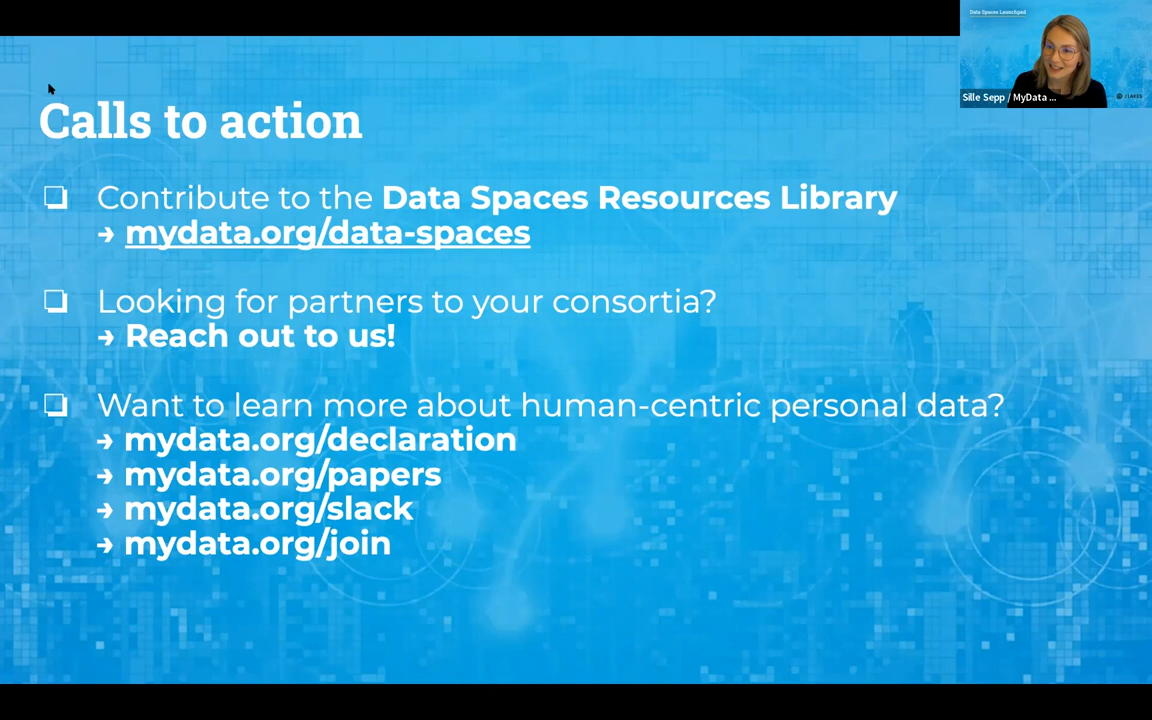 Data Spaces Launchpad
Sille Sepp / MyData ...
Calls to action
❏ Contribute to the Data Spaces Resources Library
→ mydata.org/data-spaces
❏ Looking for partners to your consortia?
→ Reach out to us!
❏ Want to learn more about human-centric personal data?
→ mydata.org/declaration
→ mydata.org/papers
→ mydata.org/slack
→ mydata.org/join